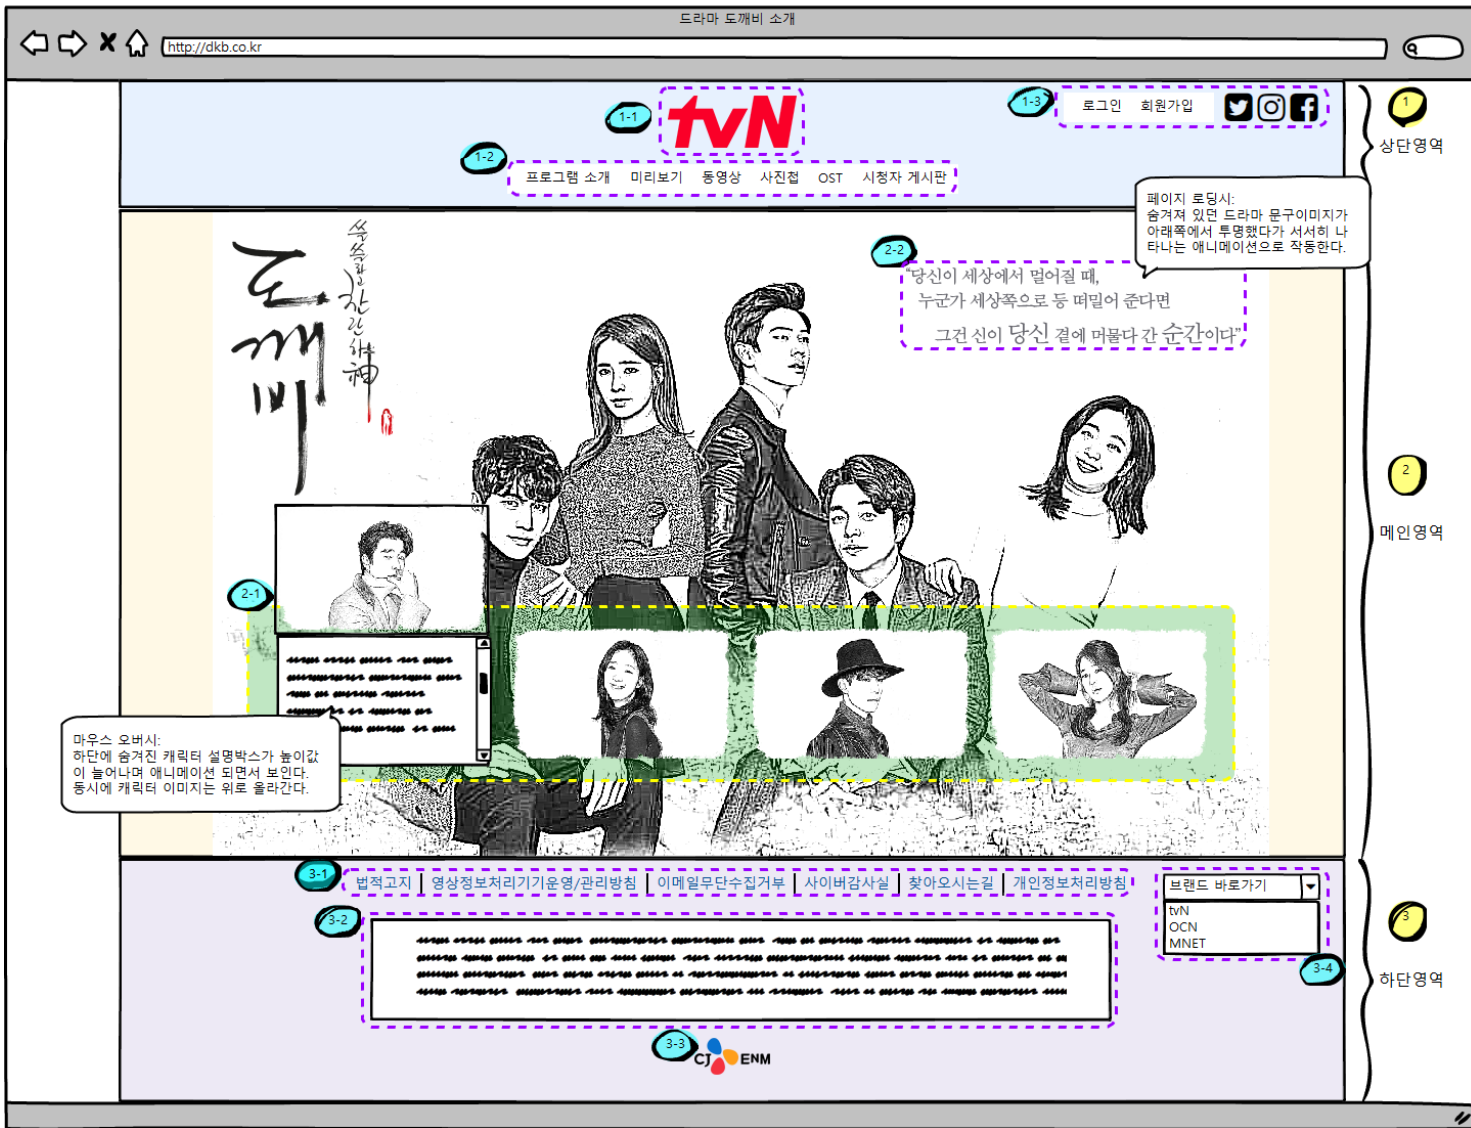 드라마 도깨비 소개
http://dkb.co.kr
1-1
tvN
1-3
로그인 회원가입
1
상단영역
1-2
프로그램 소개 미리보기 동영상 사진첩 OST 시청자 게시판
페이지 로딩시:
숨겨져 있던 드라마 문구이미지가
아래쪽에서 투명했다가 서서히 나
타나는 애니메이션으로 작동한다.
쓸쓸하고 찬란하神
도깨비
2-2
“당신이 세상에서 멀어질 때,
누군가 세상쪽으로 등 떠밀어 준다면
그건 신이 당신 곁에 머물다 간 순간이다”
2
메인영역
2-1
마우스 오버시:
하단에 숨겨진 캐릭터 설명박스가 높이값
이 늘어나며 애니메이션 되면서 보인다.
동시에 캐릭터 이미지는 위로 올라간다.
3-1
법적고지 | 영상정보처리기기운영/관리방침 | 이메일무단수집거부 | 사이버감사실 | 찾아오시는길 | 개인정보처리방침
브랜드 바로가기
tvN
OCN
MNET
3-2
3
3-4
하단영역
3-3
CJ ENM